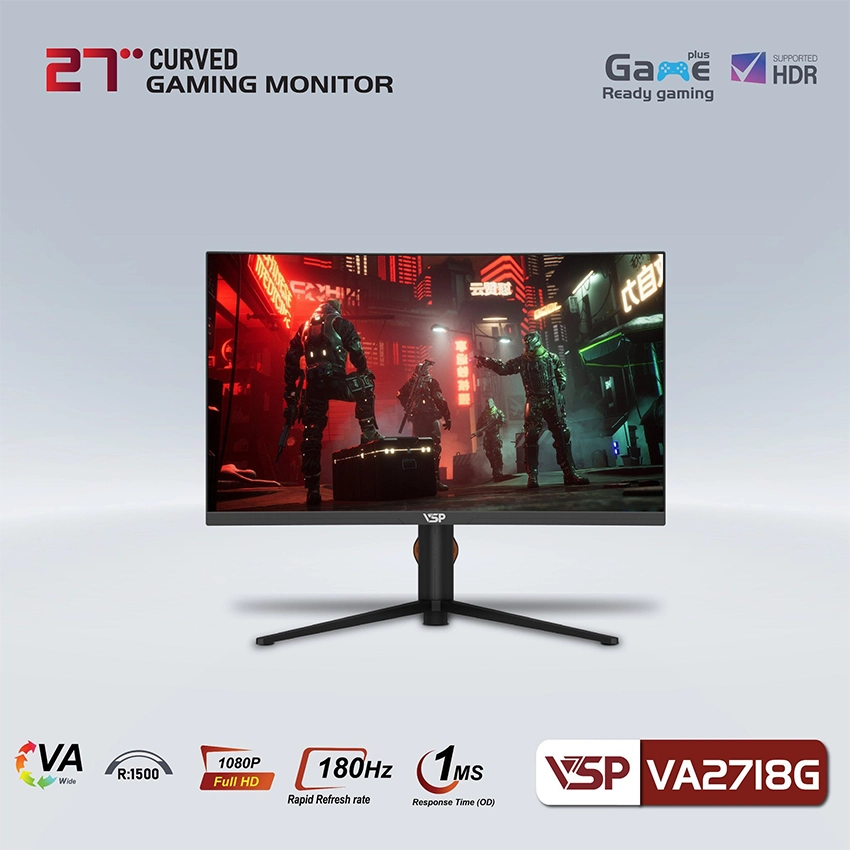 27" CURVED
GAMING MONITOR
Game plus
Ready gaming
SUPPORTED
HDR
云
VSP
VA
Wide
R:1500
1080P
Full HD
180Hz
Rapid Refresh rate
1MS
Response Time (OD)
VSP VA2718G